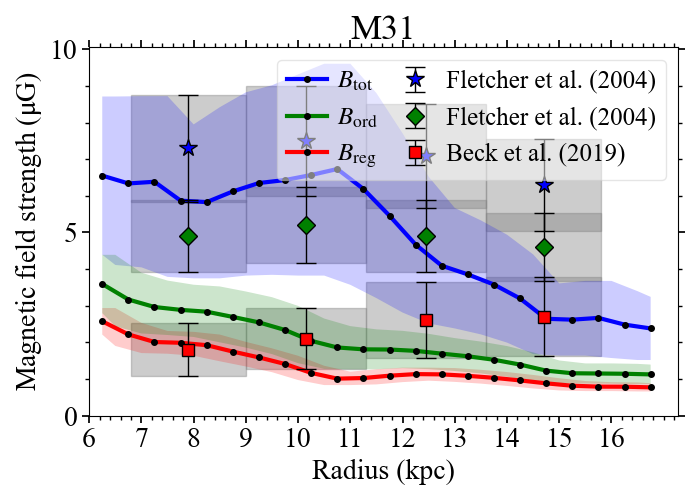 M31
Magnetic field strength (μG)
10
5
0
B_tot
B_ord
B_reg
Fletcher et al. (2004)
Fletcher et al. (2004)
Beck et al. (2019)
6 7 8 9 10 11 12 13 14 15 16
Radius (kpc)